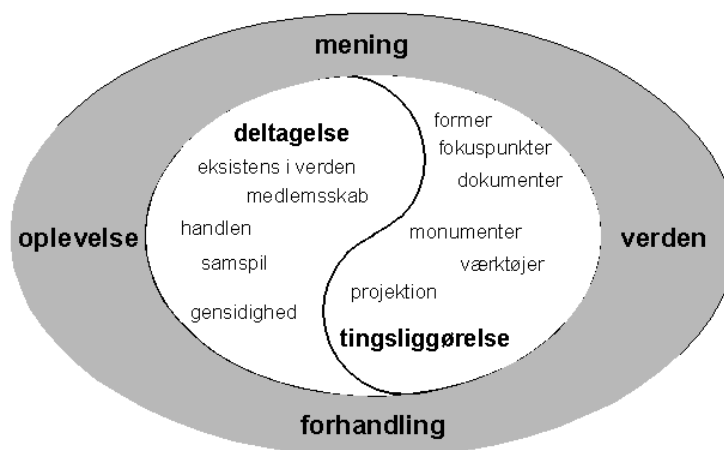 mening
deltagelse
eksistens i verden
medlemsskab
handlen
samspil
gensidighed
former
fokuspunkter
dokumenter
monumenter
værktøjer
projektion
tingsliggørelse
oplevelse
verden
forhandling